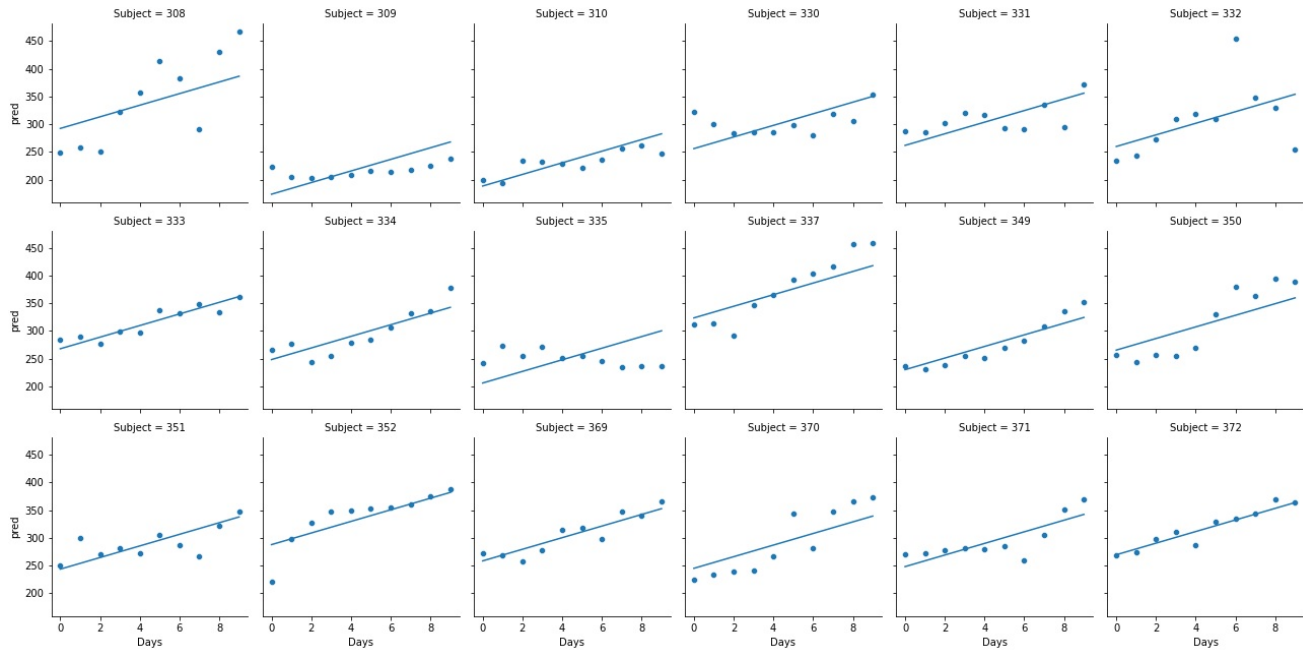 Subject = 308 Subject = 309 Subject = 310 Subject = 330 Subject = 331 Subject = 332
450
400
350
300
250
200
pred
Subject = 333 Subject = 334 Subject = 335 Subject = 337 Subject = 349 Subject = 350
450
400
350
300
250
200
pred
Subject = 351 Subject = 352 Subject = 369 Subject = 370 Subject = 371 Subject = 372
450
400
350
300
250
200
pred
0 2 4 6 8 0 2 4 6 8 0 2 4 6 8 0 2 4 6 8 0 2 4 6 8 0 2 4 6 8
Days Days Days Days Days Days